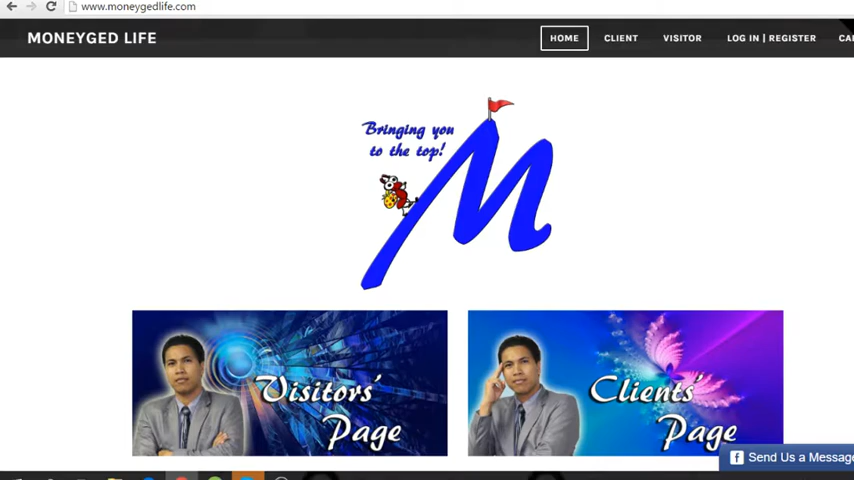 www.moneygedlife.com
MONEYGED LIFE
HOME
CLIENT
VISITOR
LOG IN | REGISTER
Bringing you
to the top!
M
Visitors'
Page
Clients'
Page
Send Us a Message